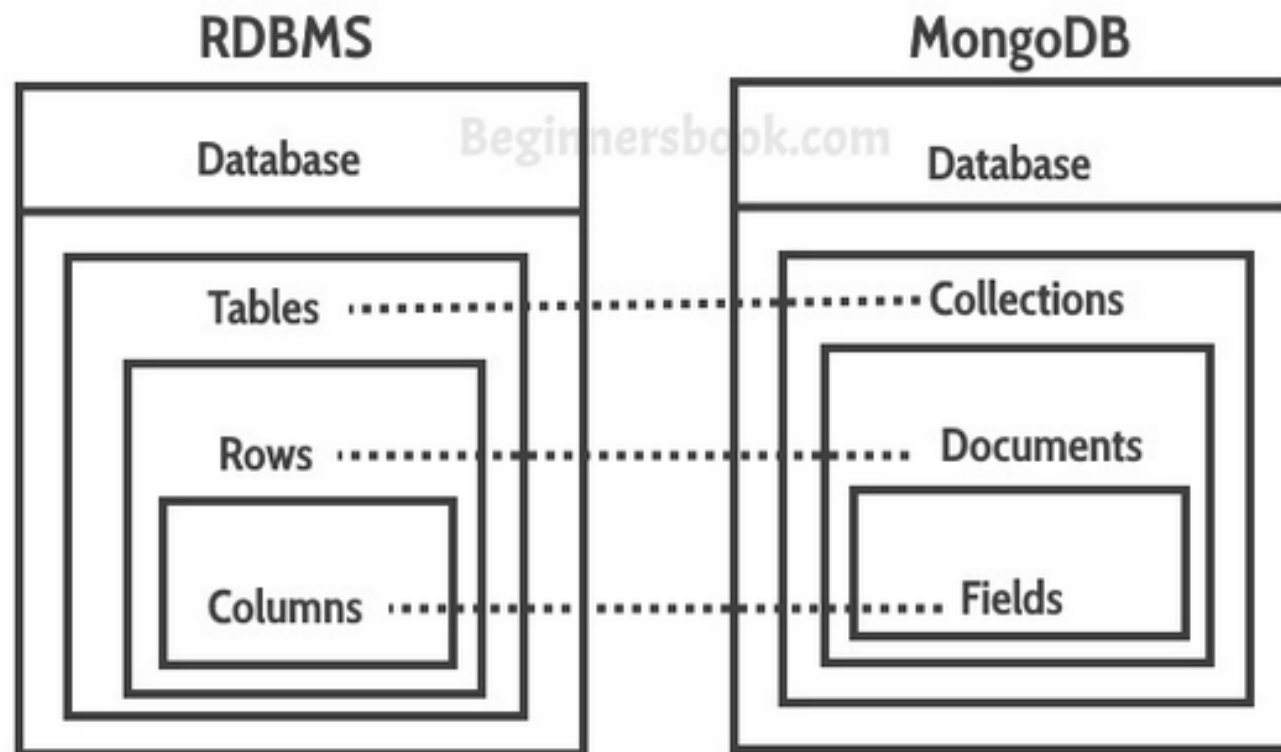 RDBMS
MongoDB
Beginnersbook.com
Database
Database
Tables
Collections
Rows
Documents
Columns
Fields